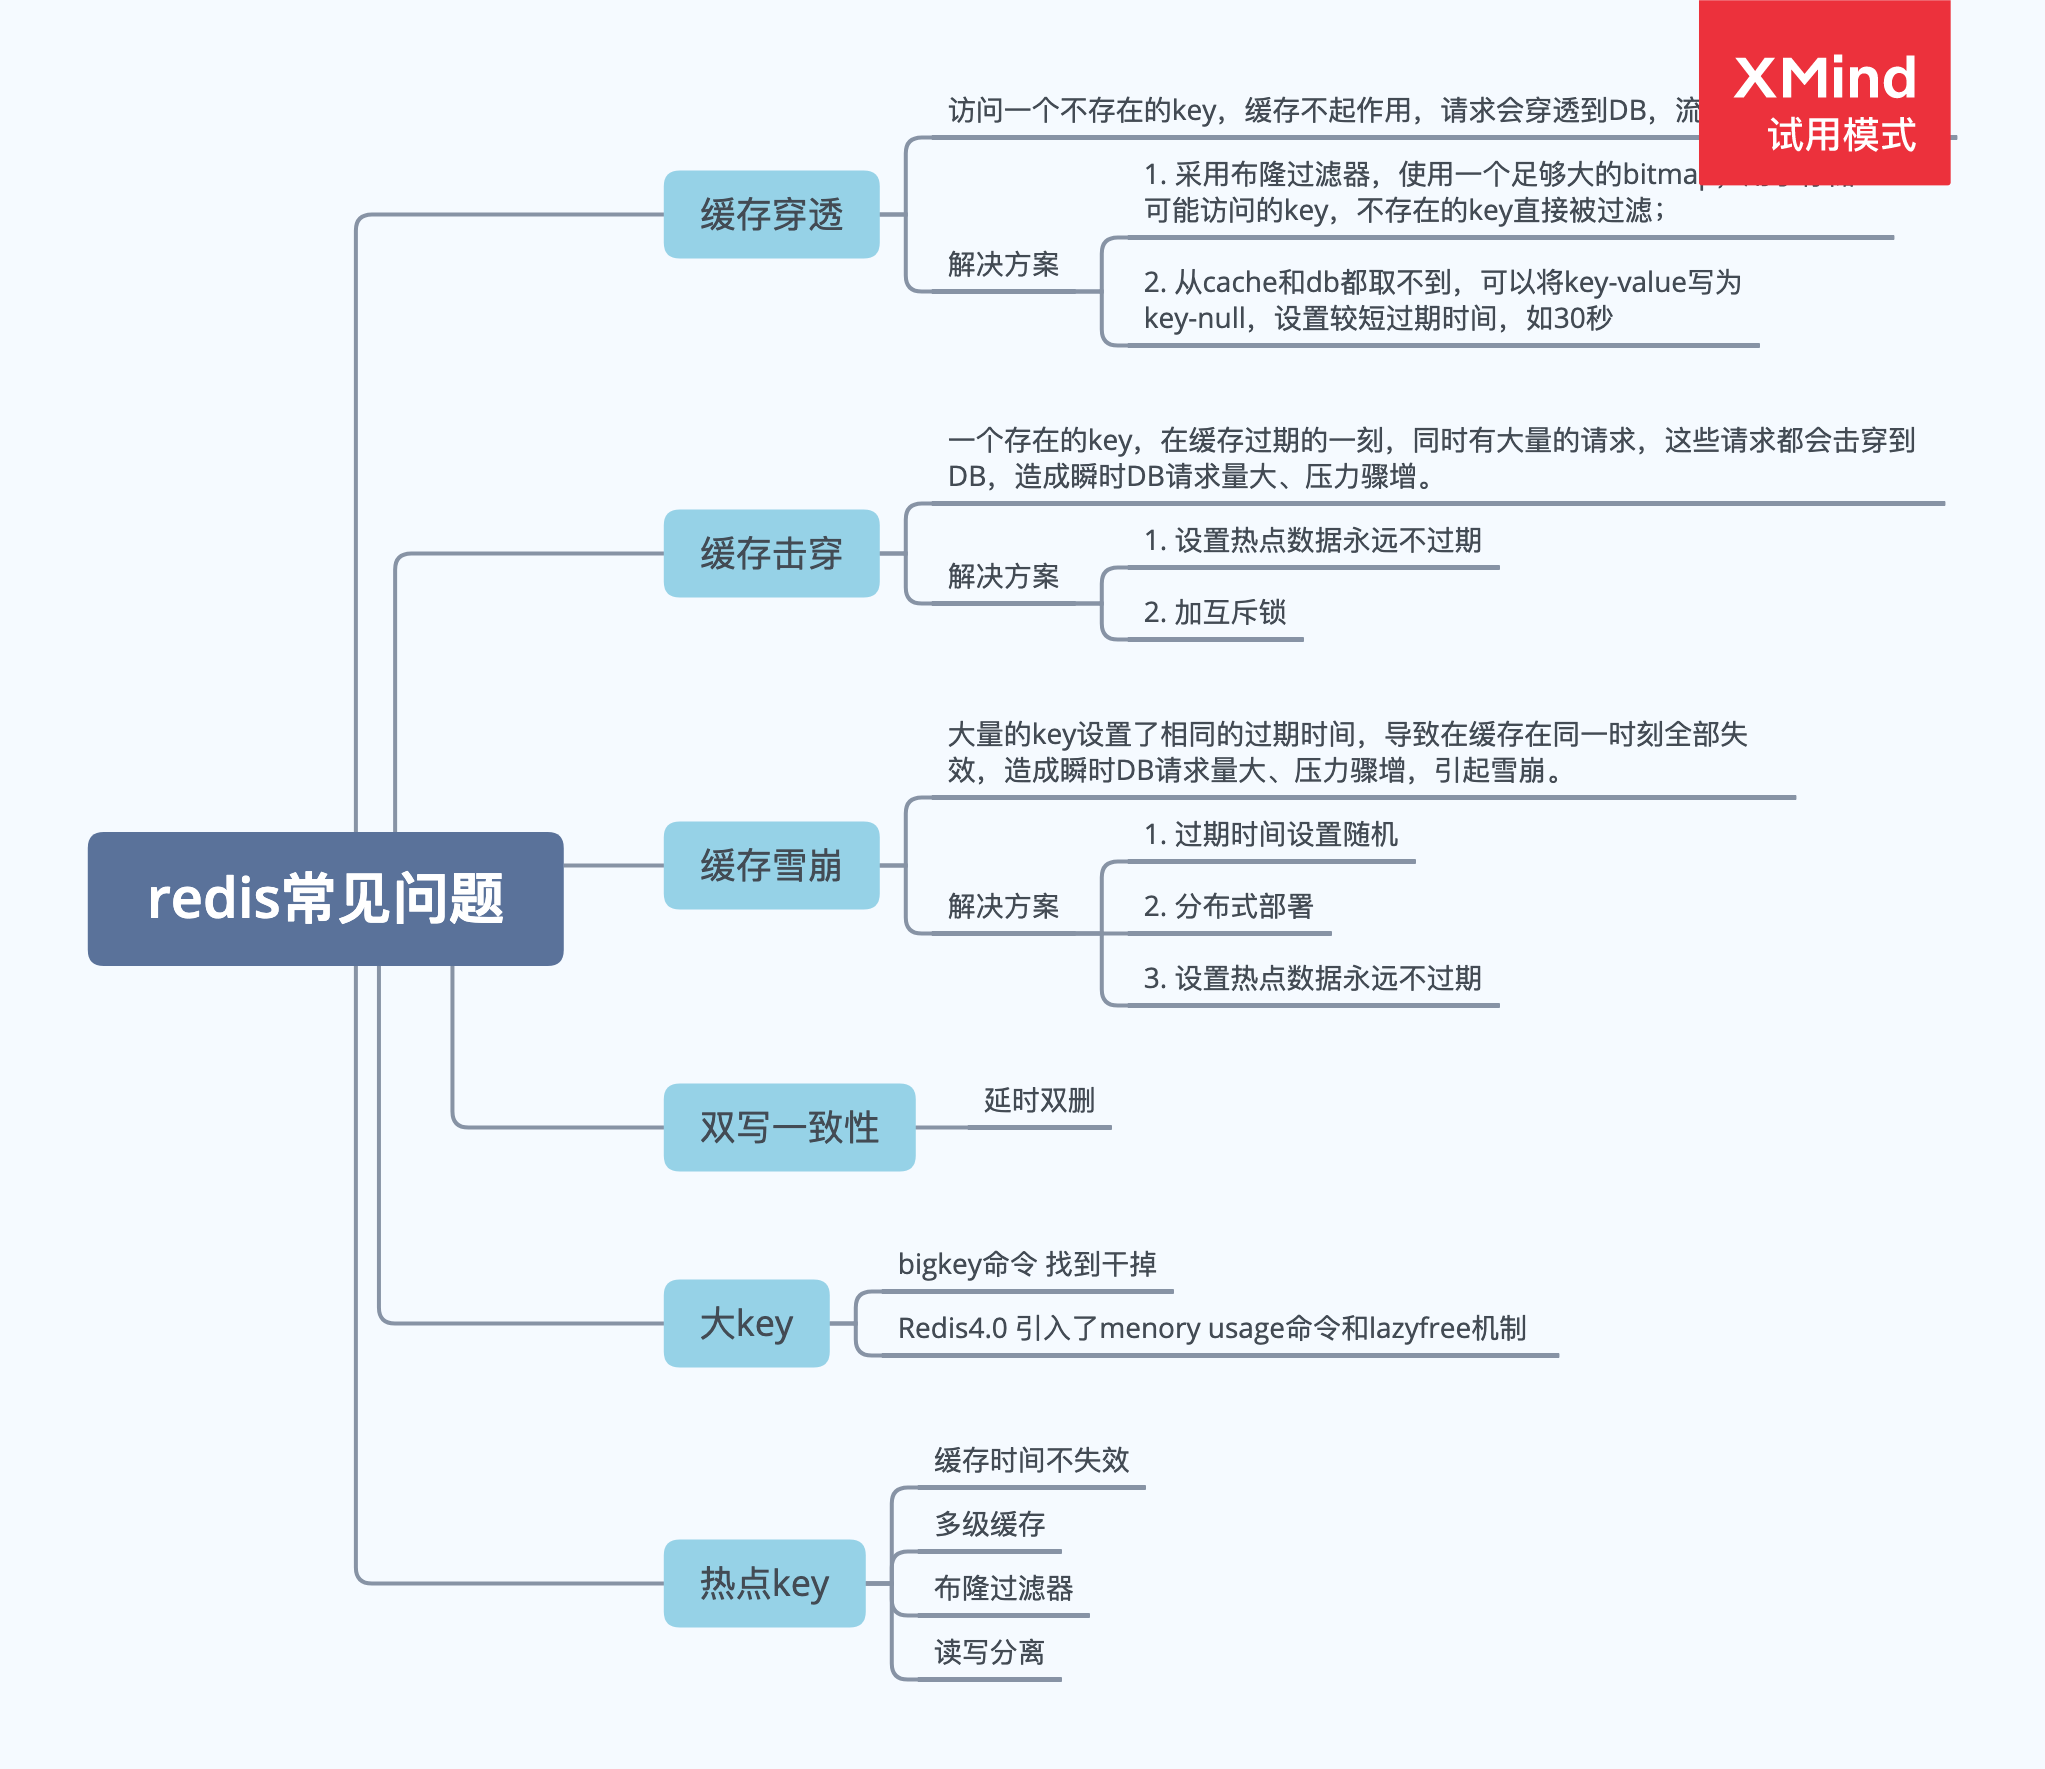 XMind
试用模式
访问一个不存在的key，缓存不起作用，请求会穿透到DB，流
1. 采用布隆过滤器，使用一个足够大的bitmap，
可能访问的key，不存在的key直接被过滤；
缓存穿透
解决方案
2. 从cache和db都取不到，可以将key-value写为
key-null，设置较短过期时间，如30秒
一个存在的key，在缓存过期的一刻，同时有大量的请求，这些请求都会击穿到
DB，造成瞬时DB请求量大、压力骤增。
缓存击穿
解决方案
1. 设置热点数据永远不过期
2. 加互斥锁
大量的key设置了相同的过期时间，导致在缓存在同一时刻全部失
效，造成瞬时DB请求量大、压力骤增，引起雪崩。
缓存雪崩
解决方案
1. 过期时间设置随机
2. 分布式部署
3. 设置热点数据永远不过期
redis常见问题
双写一致性
延时双删
大key
bigkey命令 找到干掉
Redis4.0 引入了menory usage命令和lazyfree机制
热点key
缓存时间不失效
多级缓存
布隆过滤器
读写分离